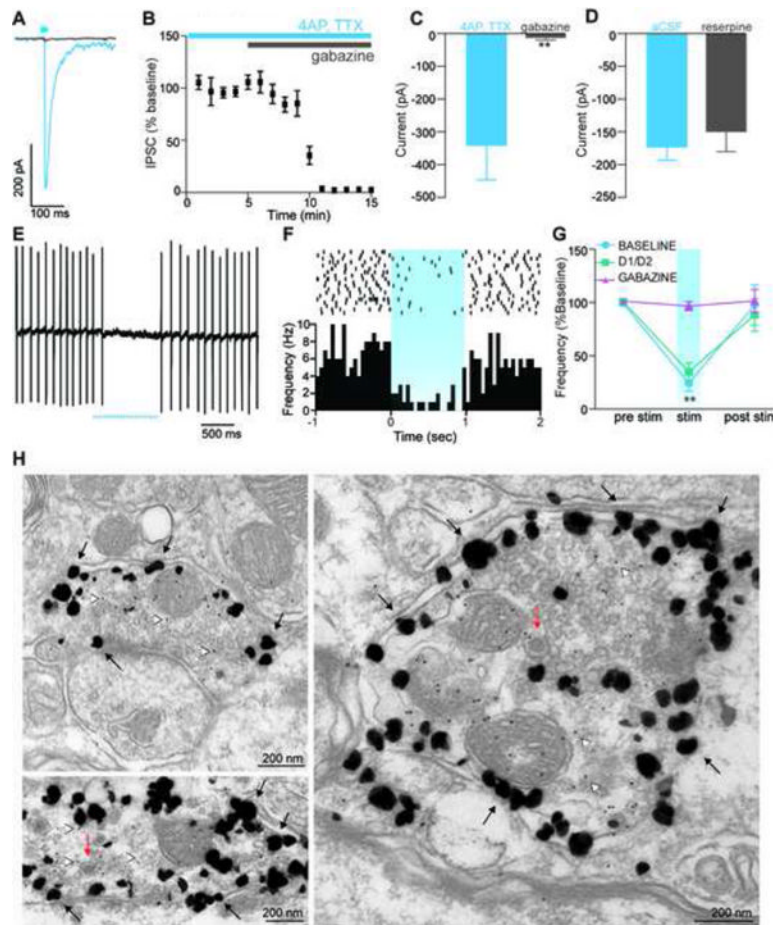 A
200 pA
100 ms
B
4AP, TTX
gabazine
IPSC (% baseline)
150
100
50
0
0 5 10 15
Time (min)
C
4AP, TTX gabazine
Current (pA)
0
-100
-200
-300
-400
-500
**
D
aCSF reserpine
Current (pA)
0
-50
-100
-150
-200
-250
E
500 ms
F
Frequency (Hz)
10
8
6
4
2
0
-1 0 1 2
Time (sec)
G
BASELINE
D1/D2
GABAZINE
Frequency (%Baseline)
150
100
50
0
**
pre stim stim post stim
H
200 nm
200 nm
200 nm